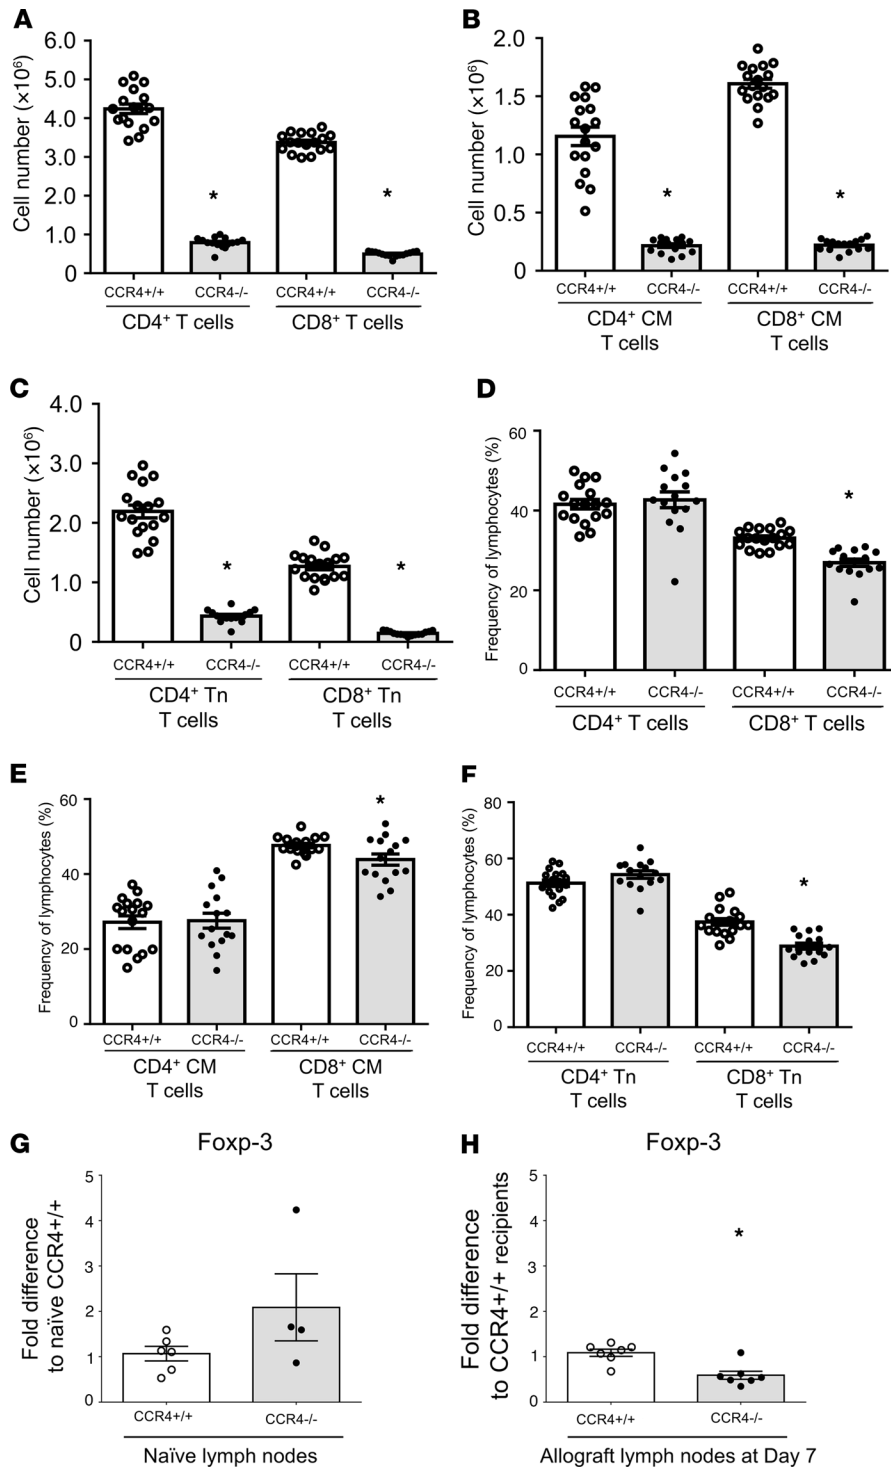 A
Cell number (×10⁶)
6.0
5.0
4.0
3.0
2.0
1.0
0
*
*
CCR4+/+ CCR4-/- CCR4+/+ CCR4-/-
CD4⁺ T cells CD8⁺ T cells
B
Cell number (×10⁶)
2.0
1.5
1.0
0.5
0
*
*
CCR4+/+ CCR4-/- CCR4+/+ CCR4-/-
CD4⁺ CM CD8⁺ CM
T cells T cells
C
Cell number (×10⁶)
4.0
3.0
2.0
1.0
0
*
*
CCR4+/+ CCR4-/- CCR4+/+ CCR4-/-
CD4⁺ Tn CD8⁺ Tn
T cells T cells
D
Frequency of lymphocytes (%)
60
40
20
0
*
CCR4+/+ CCR4-/- CCR4+/+ CCR4-/-
CD4⁺ T cells CD8⁺ T cells
E
Frequency of lymphocytes (%)
60
40
20
0
*
CCR4+/+ CCR4-/- CCR4+/+ CCR4-/-
CD4⁺ CM CD8⁺ CM
T cells T cells
F
Frequency of lymphocytes (%)
80
60
40
20
0
*
CCR4+/+ CCR4-/- CCR4+/+ CCR4-/-
CD4⁺ Tn CD8⁺ Tn
T cells T cells
G
Foxp-3
Fold difference
to naïve CCR4+/+
5
4
3
2
1
0
CCR4+/+ CCR4-/-
Naïve lymph nodes
H
Foxp-3
Fold difference
to CCR4+/+ recipients
5
4
3
2
1
0
*
CCR4+/+ CCR4-/-
Allograft lymph nodes at Day 7